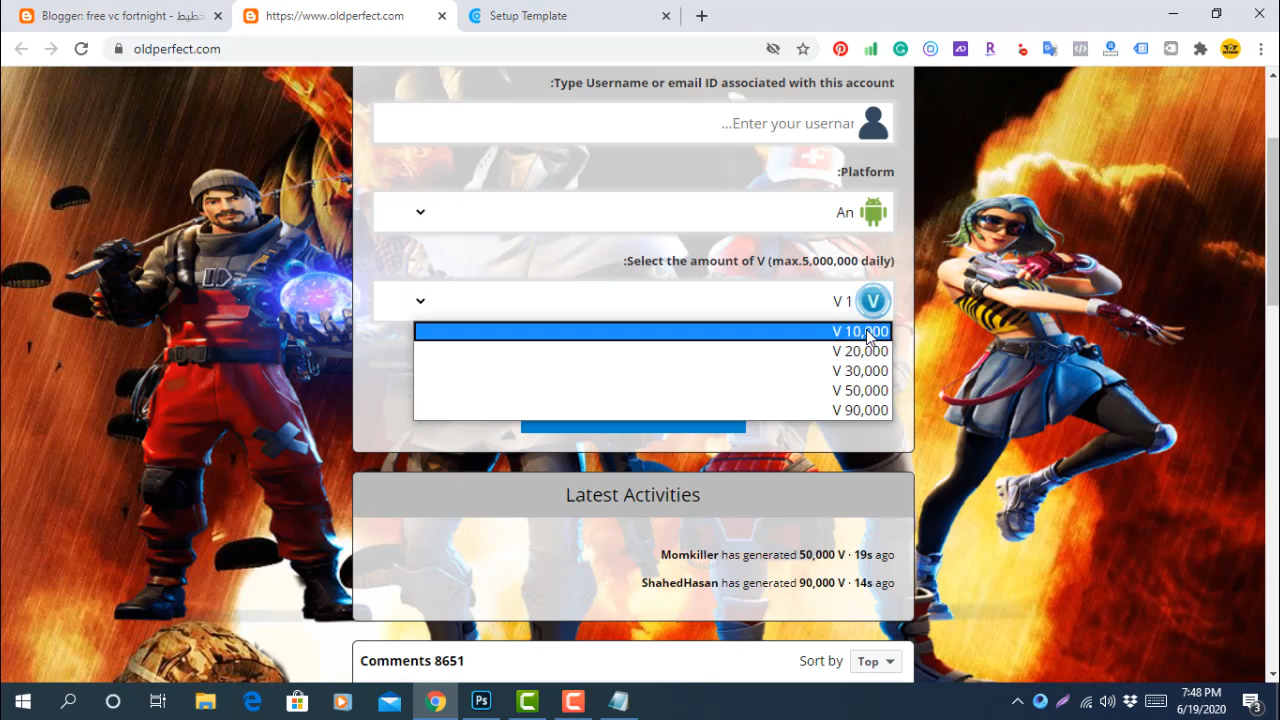 Blogger: free vc fortnight - تخطيط
https://www.oldperfect.com
Setup Template
oldperfect.com
:Type Username or email ID associated with this account
...Enter your usernar
:Platform
An
:Select the amount of V (max.5,000,000 daily)
V 1
V
V 10,000
V 20,000
V 30,000
V 50,000
V 90,000
Latest Activities
Momkiller has generated 50,000 V · 19s ago
ShahedHasan has generated 90,000 V · 14s ago
Comments 8651
Sort by Top
7:48 PM
6/19/2020
3